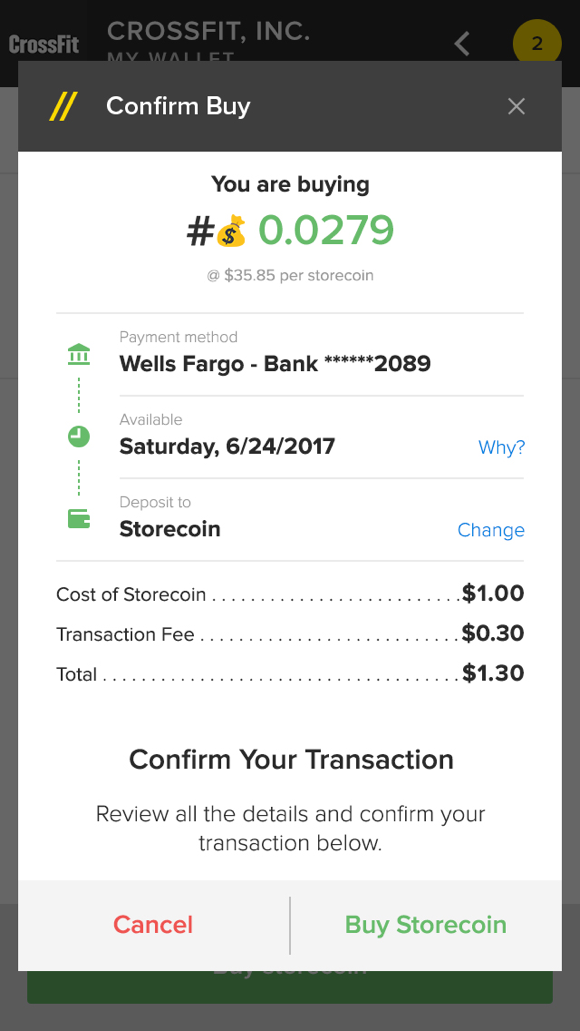 CrossFit
CROSSFIT, INC.
MY WALLET
2
Confirm Buy
You are buying
#💰 0.0279
@ $35.85 per storecoin
Payment method
Wells Fargo - Bank ******2089
Available
Saturday, 6/24/2017 Why?
Deposit to
Storecoin Change
Cost of Storecoin . . . . . . . . . . . . . . . . . . . . . . . . . . $1.00
Transaction Fee . . . . . . . . . . . . . . . . . . . . . . . . . . . $0.30
Total . . . . . . . . . . . . . . . . . . . . . . . . . . . . . . . . . . . . . $1.30
Confirm Your Transaction
Review all the details and confirm your
transaction below.
Cancel Buy Storecoin
Buy Storecoin